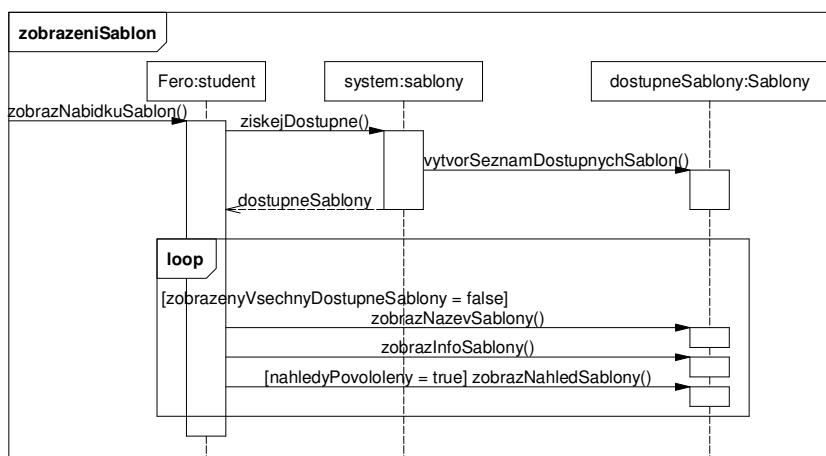 zobrazeniSablon
Fero:student
system:sablony
dostupneSablony:Sablony
zobrazNabidkuSablon()
ziskejDostupne()
vytvorSeznamDostupnychSablon()
dostupneSablony
loop
[zobrazenyVsechnyDostupneSablony = false]
zobrazNazevSablony()
zobrazInfoSablony()
[nahledyPovololeny = true] zobrazNahledSablony()